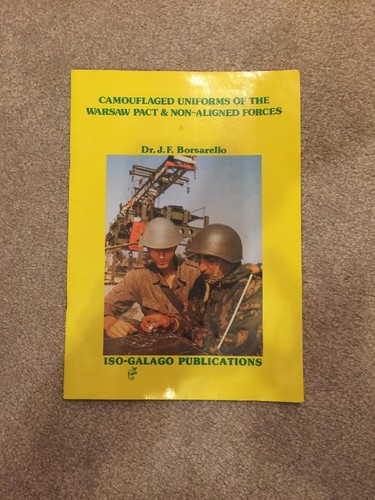 CAMOUFLAGED UNIFORMS OF THE
WARSAW PACT & NON-ALIGNED FORCES
Dr. J. F. Borsarello
ISO-GALAGO PUBLICATIONS